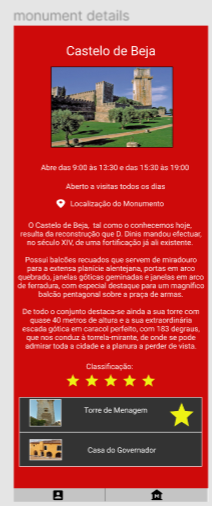 monument details
Castelo de Beja
Abre das 9:00 às 13:30 e das 15:30 às 19:00
Aberto a visitas todos os dias
Localização do Monumento
O Castelo de Beja, tal como o conhecemos hoje,
resulta da reconstrução que D. Dinis mandou efectuar,
no século XIV, de uma fortificação já ali existente.
Possui balcões recuados que servem de miradouro
para a extensa planície alentejana, portas em arco
quebrado, janelas góticas geminadas e janelas em arco
de ferradura, com especial destaque para um magnífico
balcão pentagonal sobre a praça de armas.
De todo o conjunto destaca-se ainda a sua torre com
quase 40 metros de altura e a sua extraordinária
escada gótica em caracol perfeito, com 183 degraus,
que nos conduz à torrela-mirante, de onde se pode
admirar toda a cidade e a planura a perder de vista.
Classificação:
Torre de Menagem
Casa do Governador